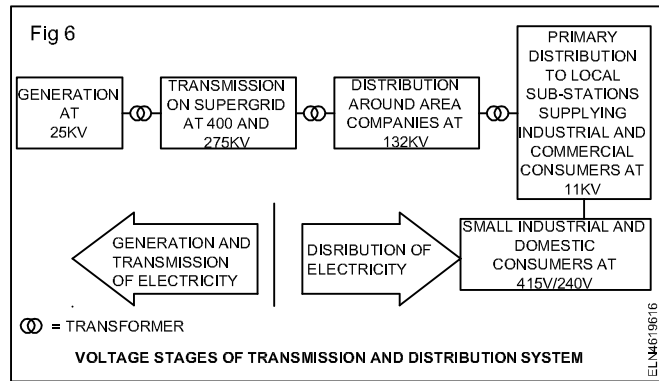 Fig 6
GENERATION
AT
25KV
TRANSMISSION
ON SUPERGRID
AT 400 AND
275KV
DISTRIBUTION
AROUND AREA
COMPANIES AT
132KV
PRIMARY
DISTRIBUTION
TO LOCAL
SUB-STATIONS
SUPPLYING
INDUSTRIAL AND
COMMERCIAL
CONSUMERS AT
11KV
GENERATION AND
TRANSMISSION
OF ELECTRICITY
DISRIBUTION OF
ELECTRICITY
SMALL INDUSTRIAL AND
DOMESTIC
CONSUMERS AT
415V/240V
= TRANSFORMER
VOLTAGE STAGES OF TRANSMISSION AND DISTRIBUTION SYSTEM
ELN4619616